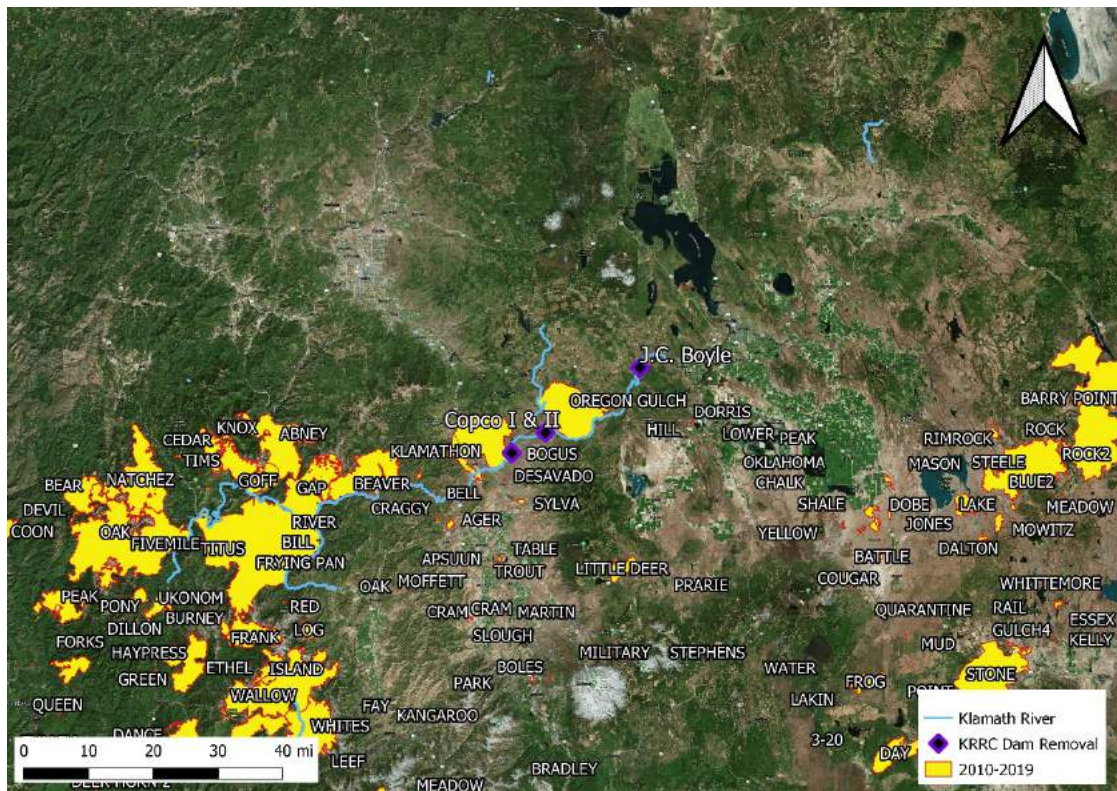 J.C. Boyle
BARRY POINT
OREGON GULCH
DORRIS
KNOX
ABNEY
Copco I & II
HILL
LOWER
PEAK
RIMROCK
ROCK
CEDAR
TIMS
KLAMATHON
BOGUS
OKLAHOMA
MASON
STEELE
ROCK2
NATCHEZ
GOFF
GAP
BEAVER
DESAVADO
CHALK
BLUE2
BEAR
BELL
SYLVA
SHALE
DOBE
LAKE
MEADOW
DEVIL
CRAGGY
AGER
JONES
COON
OAK
RIVER
YELLOW
MOWITZ
FIVEMILE
TITUS
BILL
TABLE
BATTLE
DALTON
FRYING PAN
APSUUN
TROUT
LITTLE DEER
COUGAR
WHITTEMORE
OAK
MOFFETT
PRARIE
PEAK
PONY
UKONOM
RED
CRAM
CRAM
MARTIN
QUARANTINE
RAIL
ESSEX
BURNEY
DILLON
LOG
SLOUGH
GULCH4
KELLY
FORKS
FRANK
MUD
HAYPRESS
MILITARY
STEPHENS
ETHEL
ISLAND
BOLES
WATER
GREEN
PARK
FROG
STONE
WALLOW
LAKIN
POINT
QUEEN
FAY
KANGAROO
WHITES
DANCE
3-20
DAY
LEEF
BRADLEY
MEADOW
0 10 20 30 40 mi
Klamath River
KRRC Dam Removal
2010-2019